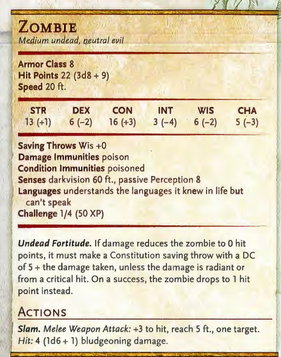 ZOMBIE
Medium undead, neutral evil
Armor Class 8
Hit Points 22 (3d8 + 9)
Speed 20 ft.
STR DEX CON INT WIS CHA
13 (+1) 6 (−2) 16 (+3) 3 (−4) 6 (−2) 5 (−3)
Saving Throws Wis +0
Damage Immunities poison
Condition Immunities poisoned
Senses darkvision 60 ft., passive Perception 8
Languages understands the languages it knew in life but
can't speak
Challenge 1/4 (50 XP)
Undead Fortitude. If damage reduces the zombie to 0 hit
points, it must make a Constitution saving throw with a DC
of 5 + the damage taken, unless the damage is radiant or
from a critical hit. On a success, the zombie drops to 1 hit
point instead.
ACTIONS
Slam. Melee Weapon Attack: +3 to hit, reach 5 ft., one target.
Hit: 4 (1d6 + 1) bludgeoning damage.